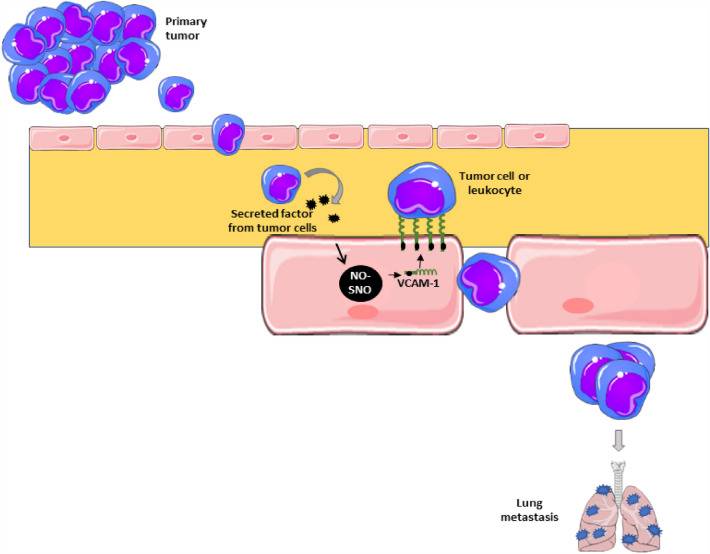 Primary
tumor
Tumor cell or
leukocyte
Secreted factor
from tumor cells
NO-
SNO
VCAM-1
Lung
metastasis